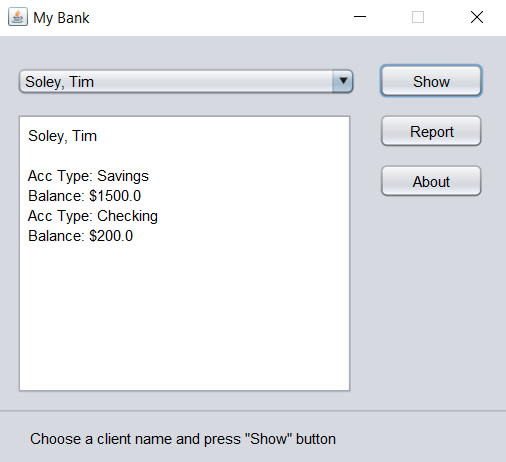 My Bank
Soley, Tim
Show
Soley, Tim
Report
Acc Type: Savings
About
Balance: $1500.0
Acc Type: Checking
Balance: $200.0
Choose a client name and press "Show" button